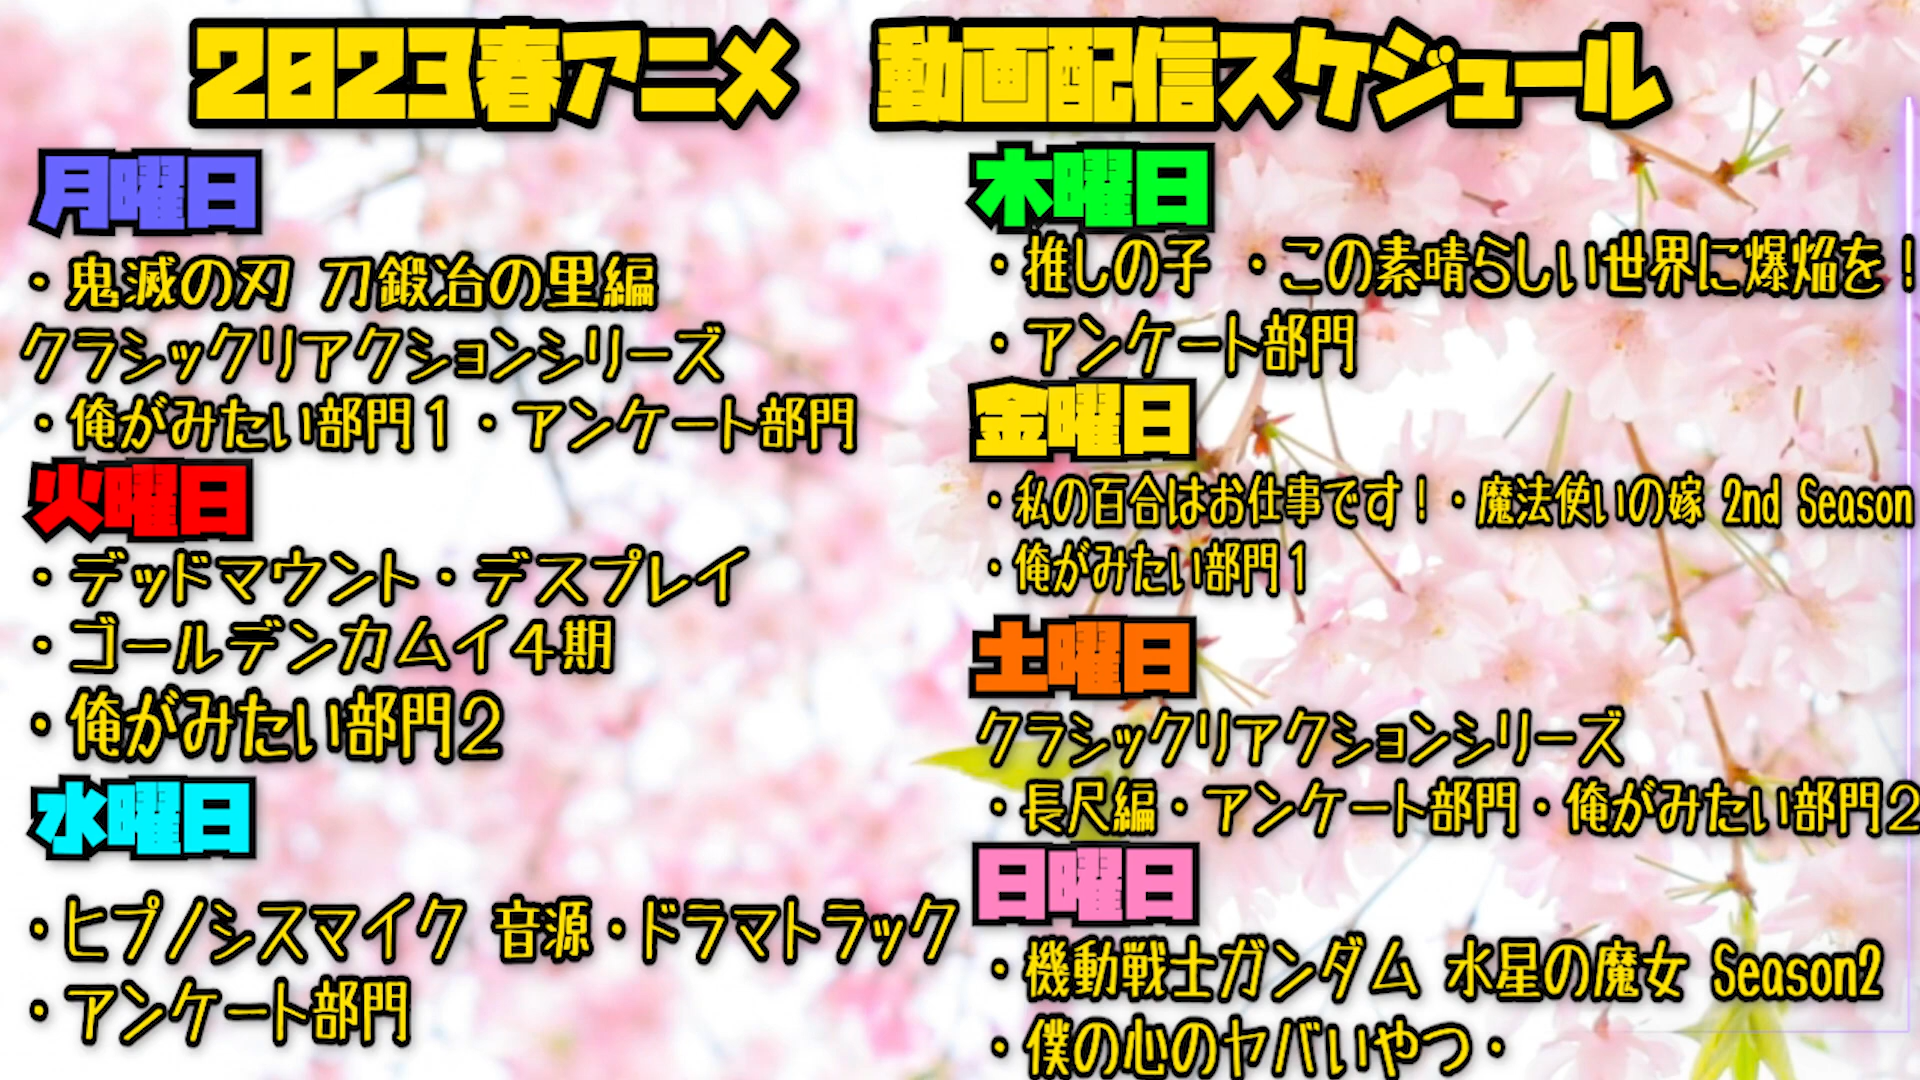 2023春アニメ 動画配信スケジュール
月曜日
・鬼滅の刃 刀鍛冶の里編
クラシックリアクションシリーズ
・俺がみたい部門1・アンケート部門
火曜日
・デッドマウント・デスプレイ
・ゴールデンカムイ4期
・俺がみたい部門2
水曜日
・ヒプノシスマイク 音源・ドラマトラック
・アンケート部門
木曜日
・推しの子 ・この素晴らしい世界に爆焔を!
・アンケート部門
金曜日
・私の百合はお仕事です!・魔法使いの嫁 2nd Season
・俺がみたい部門1
土曜日
クラシックリアクションシリーズ
・長尺編・アンケート部門・俺がみたい部門2
日曜日
・機動戦士ガンダム 水星の魔女 Season2
・僕の心のヤバいやつ・